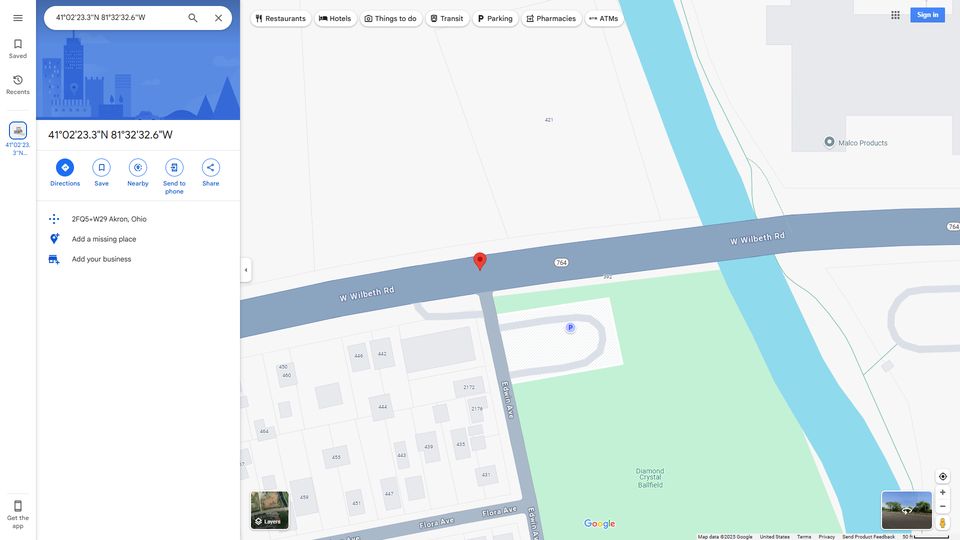 41°02'23.3"N 81°32'32.6"W
Restaurants
Hotels
Things to do
Transit
Parking
Pharmacies
ATMs
Sign in
Saved
Recents
41°02'23.
3"N...
41°02'23.3"N 81°32'32.6"W
Directions
Save
Nearby
Send to
phone
Share
2FQ5+W29 Akron, Ohio
Add a missing place
Add your business
Get the
app
421
Malco Products
764
W Wilbeth Rd
764
392
W Wilbeth Rd
P
450
460
446
442
2172
2176
444
464
439
435
455
443
431
459
451
447
Edwin Ave
Edwin Ave
Flora Ave
Flora Ave
Diamond
Crystal
Ballfield
Layers
Google
Map data ©2025 Google
United States
Terms
Privacy
Send Product Feedback
50 ft